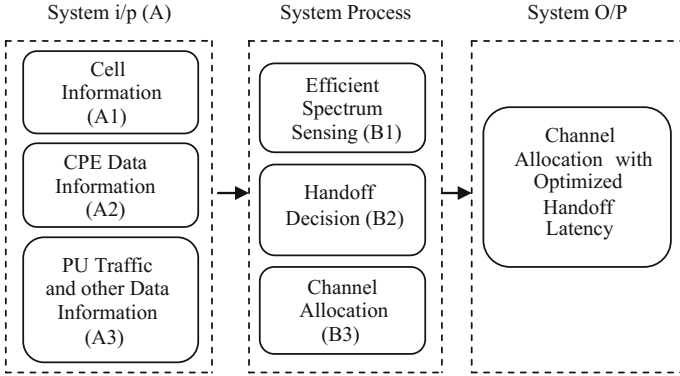 System i/p (A)
Cell
Information
(A1)
CPE Data
Information
(A2)
PU Traffic
and other Data
Information
(A3)
System Process
Efficient
Spectrum
Sensing (B1)
Handoff
Decision (B2)
Channel
Allocation
(B3)
System O/P
Channel
Allocation with
Optimized
Handoff
Latency